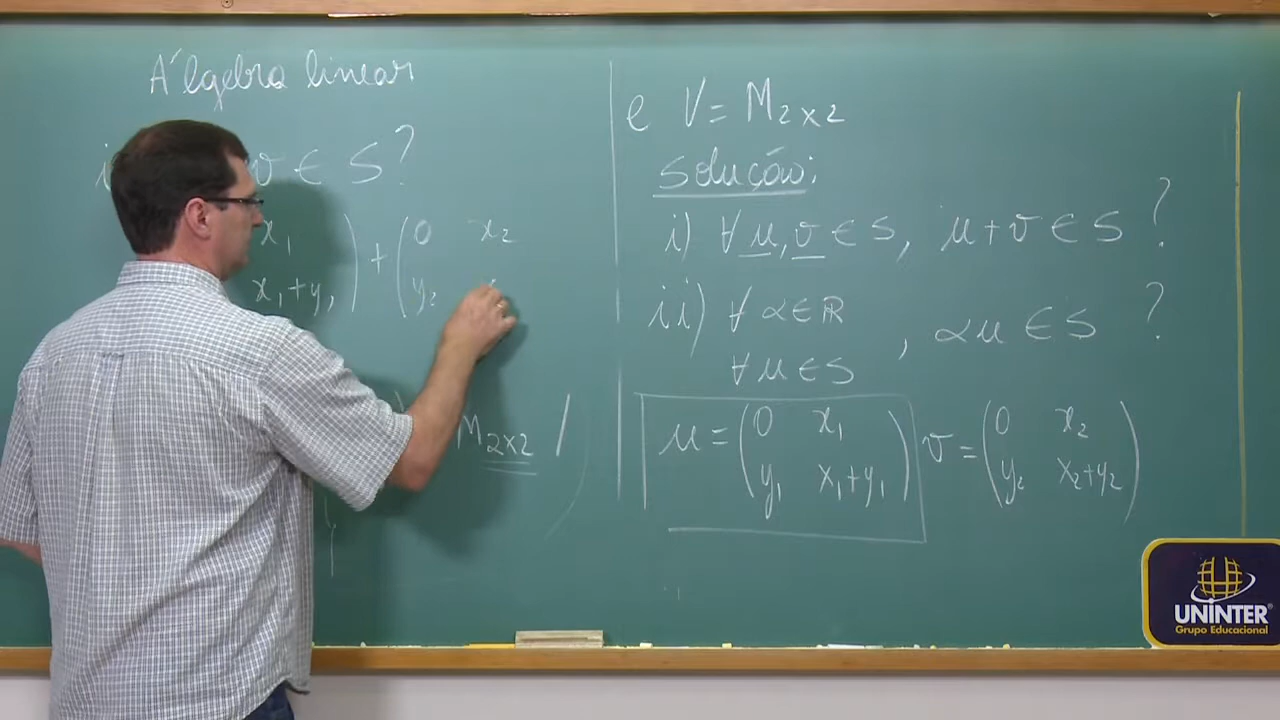 Álgebra linear
v ∈ S?
x₁
x₁+y₁) + (0 x₂
y₂
M₂ₓ₂ /
e V = M₂ₓ₂
solução:
i) ∀ u, v ∈ S, u+v ∈ S ?
ii) ∀ α ∈ ℝ
∀ u ∈ S , αu ∈ S ?
u = (0 x₁
y₁ x₁+y₁)
v = (0 x₂
y₂ x₂+y₂)
UNINTER
Grupo Educacional